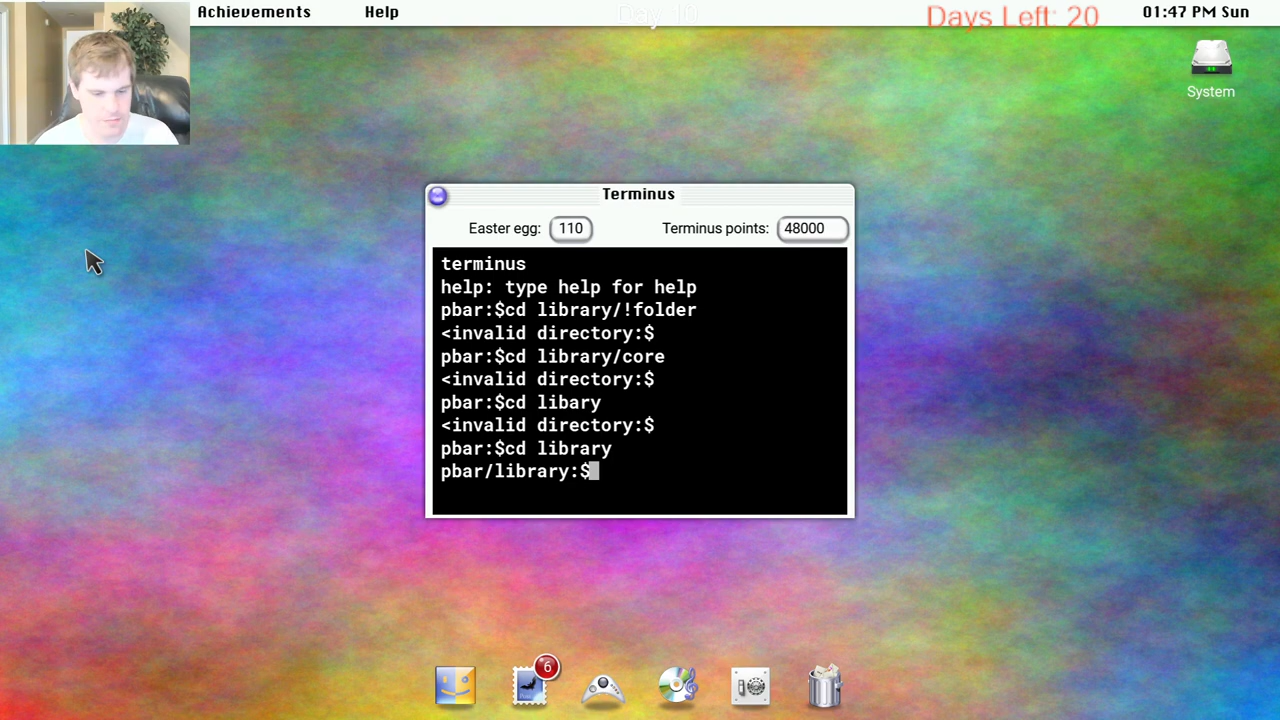 Achievements Help Day 10 Days Left: 20 01:47 PM Sun
System
Terminus
Easter egg: 110 Terminus points: 48000
terminus
help: type help for help
pbar:$cd library/!folder
<invalid directory:$
pbar:$cd library/core
<invalid directory:$
pbar:$cd libary
<invalid directory:$
pbar:$cd library
pbar/library:$
6